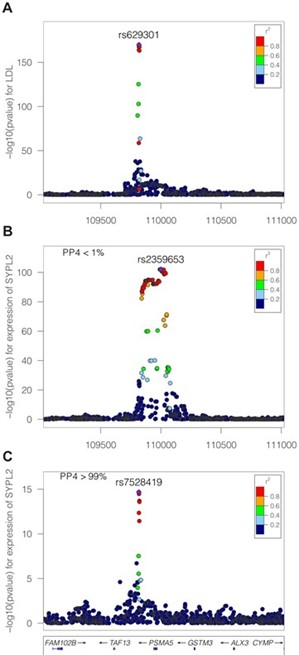 A
rs629301
r²
0.8
0.6
0.4
0.2
−log10(pvalue) for LDL
150
100
50
0
109500 110000 110500 111000
B
PP4 < 1%
rs2359653
r²
0.8
0.6
0.4
0.2
−log10(pvalue) for expression of SYPL2
100
80
60
40
20
0
109500 110000 110500 111000
C
PP4 > 99%
rs7528419
r²
0.8
0.6
0.4
0.2
−log10(pvalue) for expression of SYPL2
15
10
5
0
FAM102B TAF13 PSMA5 GSTM3 ALX3 CYMP